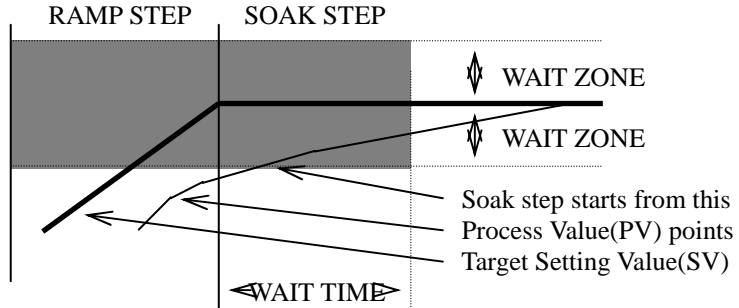 RAMP STEP
SOAK STEP
WAIT ZONE
WAIT ZONE
Soak step starts from this
Process Value(PV) points
Target Setting Value(SV)
WAIT TIME